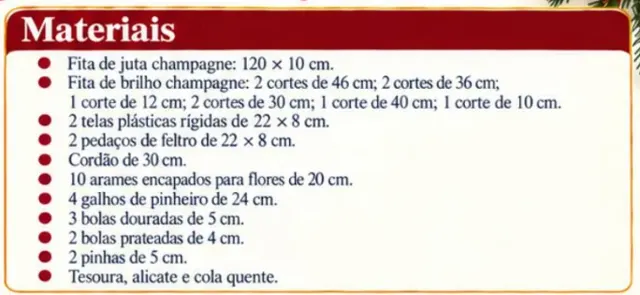 Materiais
Fita de juta champagne: 120 × 10 cm.
Fita de brilho champagne: 2 cortes de 46 cm; 2 cortes de 36 cm;
1 corte de 12 cm; 2 cortes de 30 cm; 1 corte de 40 cm; 1 corte de 10 cm.
2 telas plásticas rígidas de 22 × 8 cm.
2 pedaços de feltro de 22 × 8 cm.
Cordão de 30 cm.
10 arames encapados para flores de 20 cm.
4 galhos de pinheiro de 24 cm.
3 bolas douradas de 5 cm.
2 bolas prateadas de 4 cm.
2 pinhas de 5 cm.
Tesoura, alicate e cola quente.